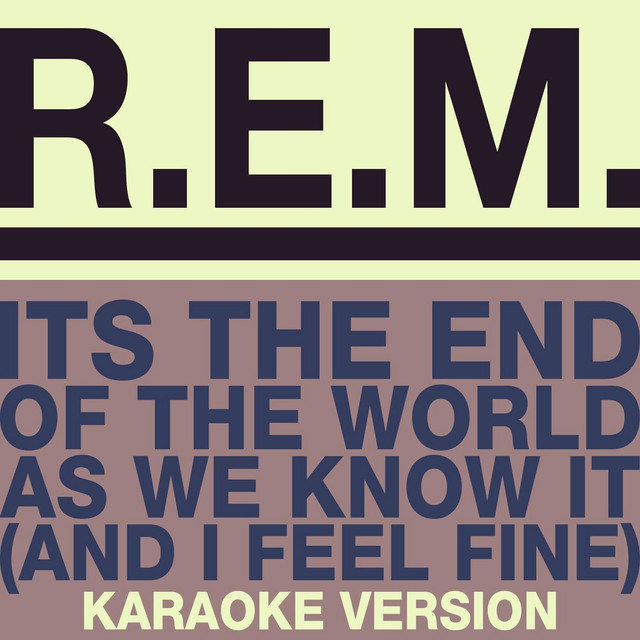 R.E.M.
ITS THE END
OF THE WORLD
AS WE KNOW IT
(AND I FEEL FINE)
KARAOKE VERSION